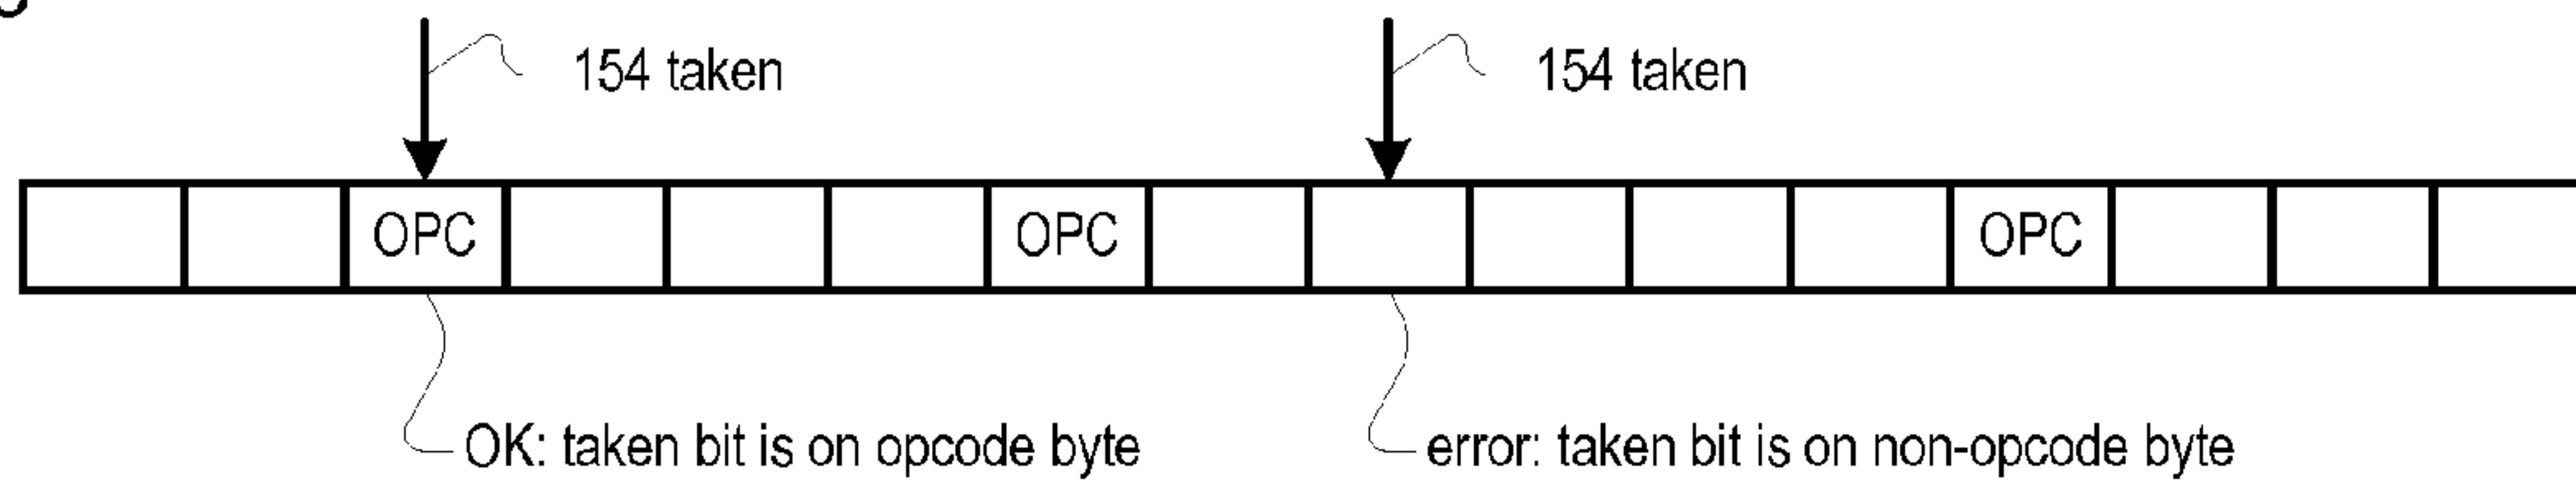 154 taken
154 taken
OPC
OPC
OPC
OK: taken bit is on opcode byte
error: taken bit is on non-opcode byte